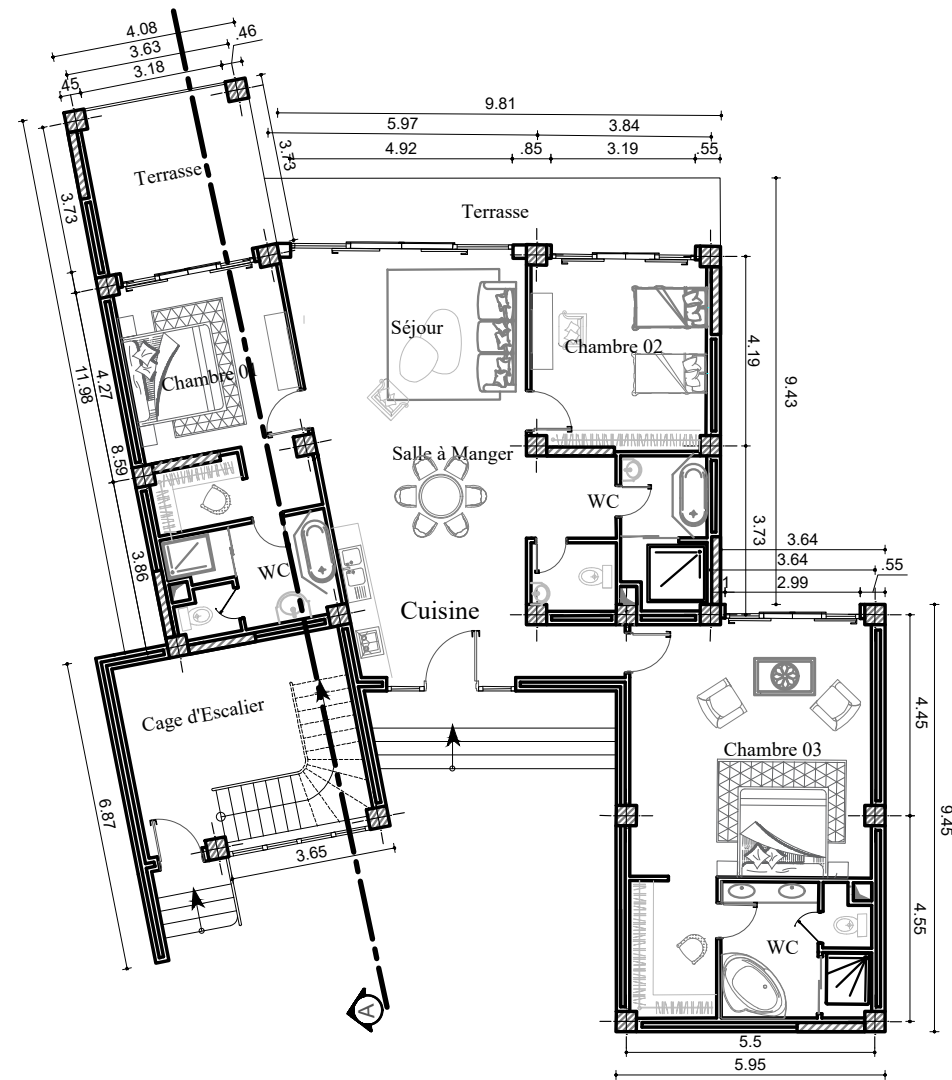 4.08
.46
3.63
3.18
.45
9.81
5.97
3.84
4.92
.85
3.19
.55
3.73
Terrasse
3.73
Terrasse
Séjour
Chambre 02
4.19
Chambre 01
4.27
11.98
9.43
8.59
Salle à Manger
WC
3.73
3.64
3.64
.55
2.99
3.86
WC
Cuisine
Cage d'Escalier
4.45
Chambre 03
6.87
9.45
3.65
4.55
WC
A
5.5
5.95